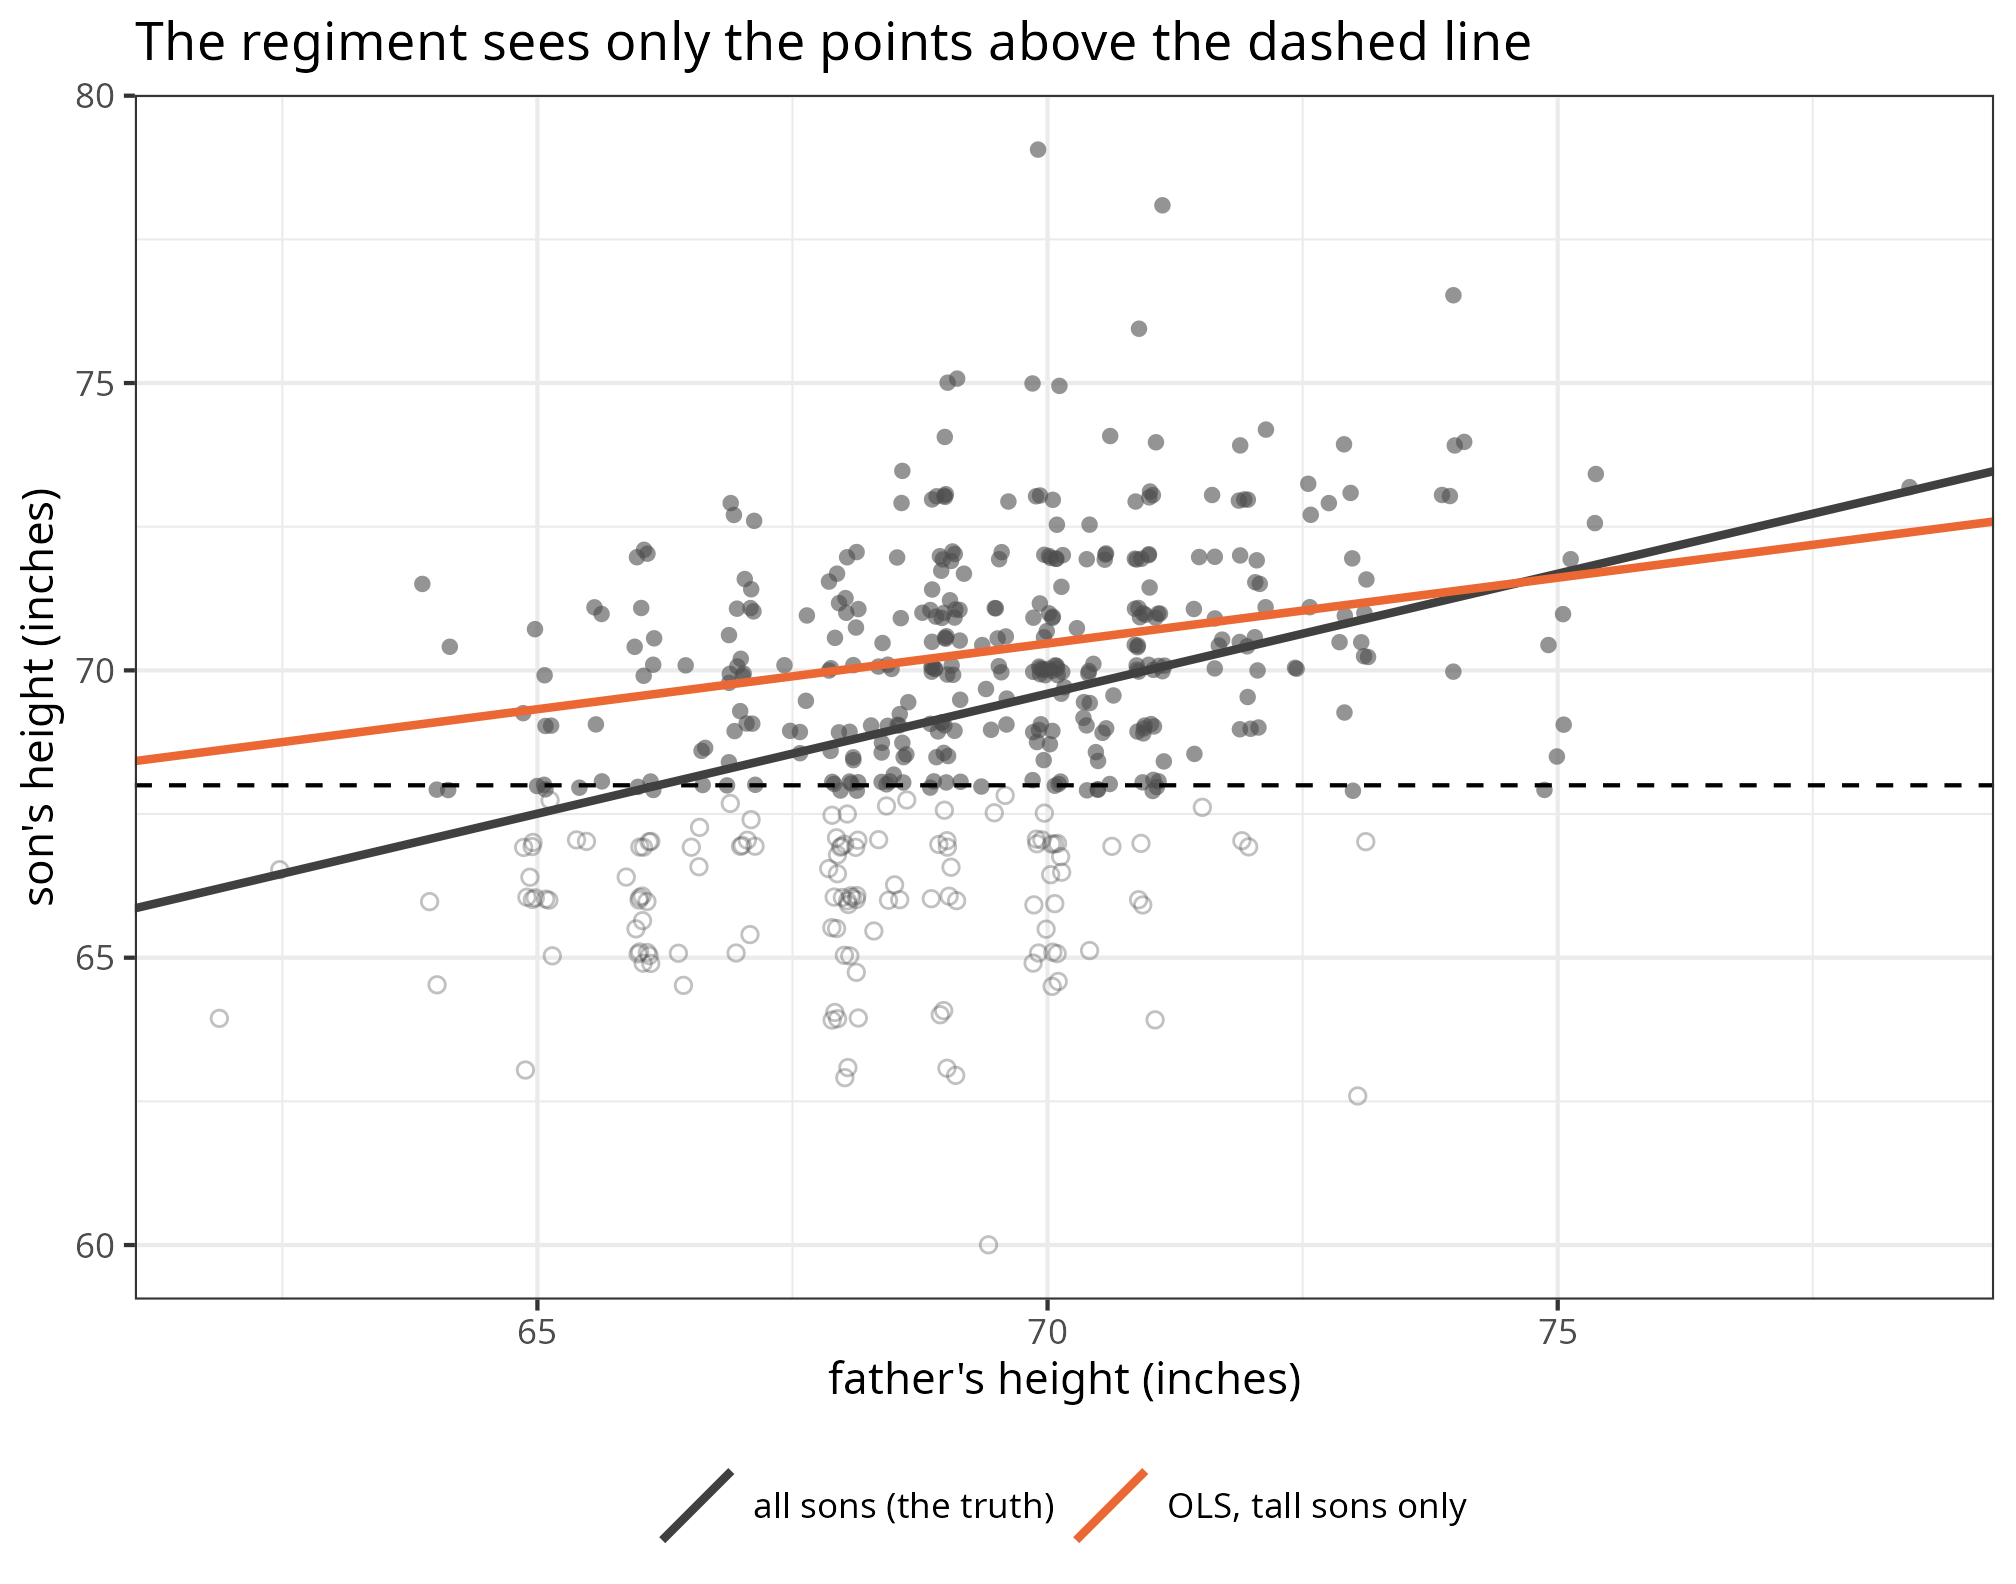 The regiment sees only the points above the dashed line
80
75
70
65
60
son's height (inches)
65
70
75
father's height (inches)
all sons (the truth)
OLS, tall sons only